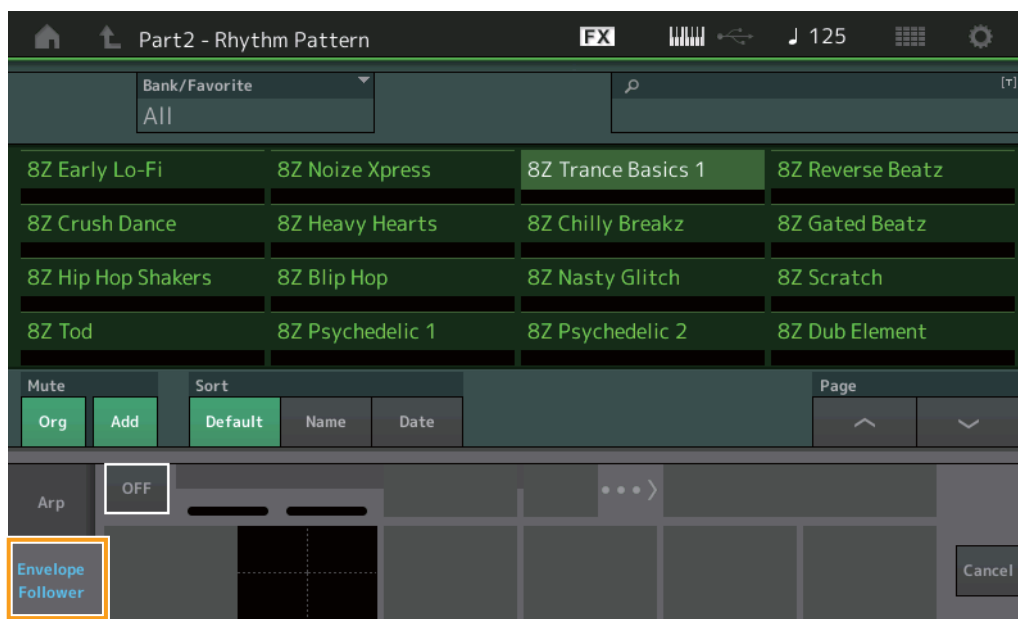 Part2 - Rhythm Pattern FX ♩ 125
Bank/Favorite
All
[T]
8Z Early Lo-Fi 8Z Noize Xpress 8Z Trance Basics 1 8Z Reverse Beatz
8Z Crush Dance 8Z Heavy Hearts 8Z Chilly Breakz 8Z Gated Beatz
8Z Hip Hop Shakers 8Z Blip Hop 8Z Nasty Glitch 8Z Scratch
8Z Tod 8Z Psychedelic 1 8Z Psychedelic 2 8Z Dub Element
Mute Sort Page
Org Add Default Name Date
Arp OFF
Envelope
Follower
Cancel